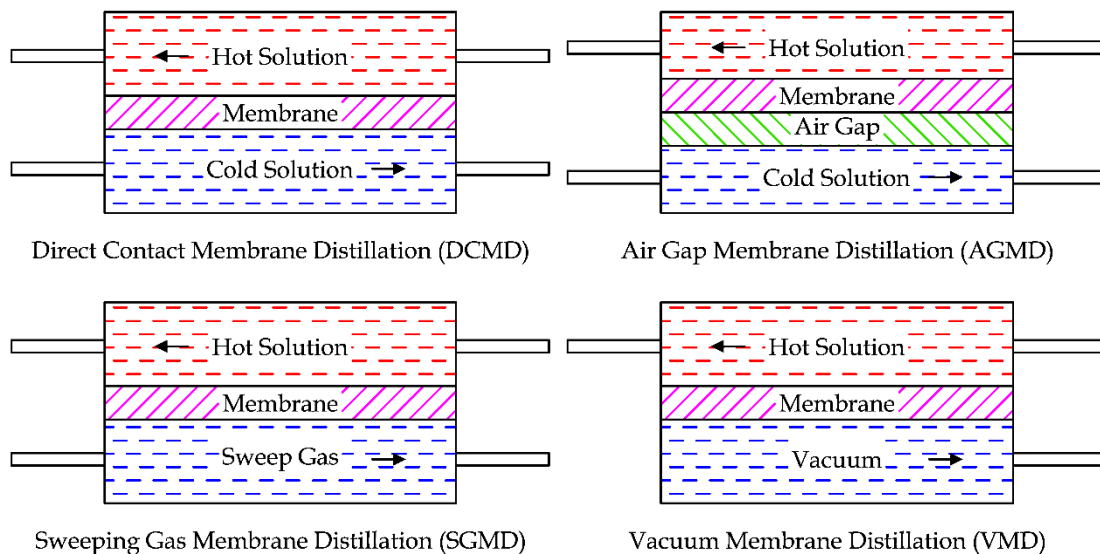 Hot Solution
Membrane
Cold Solution
Direct Contact Membrane Distillation (DCMD)
Hot Solution
Membrane
Air Gap
Cold Solution
Air Gap Membrane Distillation (AGMD)
Hot Solution
Membrane
Sweep Gas
Sweeping Gas Membrane Distillation (SGMD)
Hot Solution
Membrane
Vacuum
Vacuum Membrane Distillation (VMD)